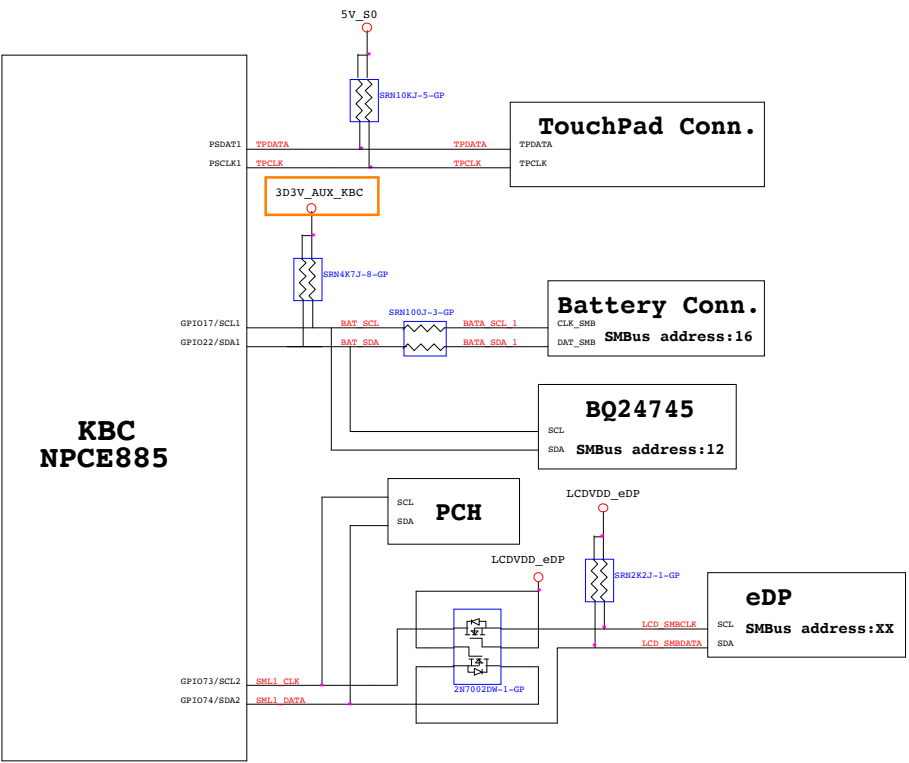 5V_S0
SRN10KJ-5-GP
TouchPad Conn.
PSDAT1 TPDATA TPDATA TPDATA
PSCLK1 TPCLK TPCLK TPCLK
3D3V_AUX_KBC
SRN4K7J-8-GP
Battery Conn.
SRN100J-3-GP
GPIO17/SCL1 BAT_SCL BATA_SCL_1 CLK_SMB
SMBus address:16
GPIO22/SDA1 BAT_SDA BATA_SDA_1 DAT_SMB
BQ24745
SCL
SDA SMBus address:12
KBC
NPCE885
LCDVDD_eDP
SCL
PCH
SDA
LCDVDD_eDP
SRN2K2J-1-GP
eDP
LCD_SMBCLK SCL
SMBus address:XX
LCD_SMBDATA SDA
GPIO73/SCL2 SML1_CLK
2N7002DW-1-GP
GPIO74/SDA2 SML1_DATA